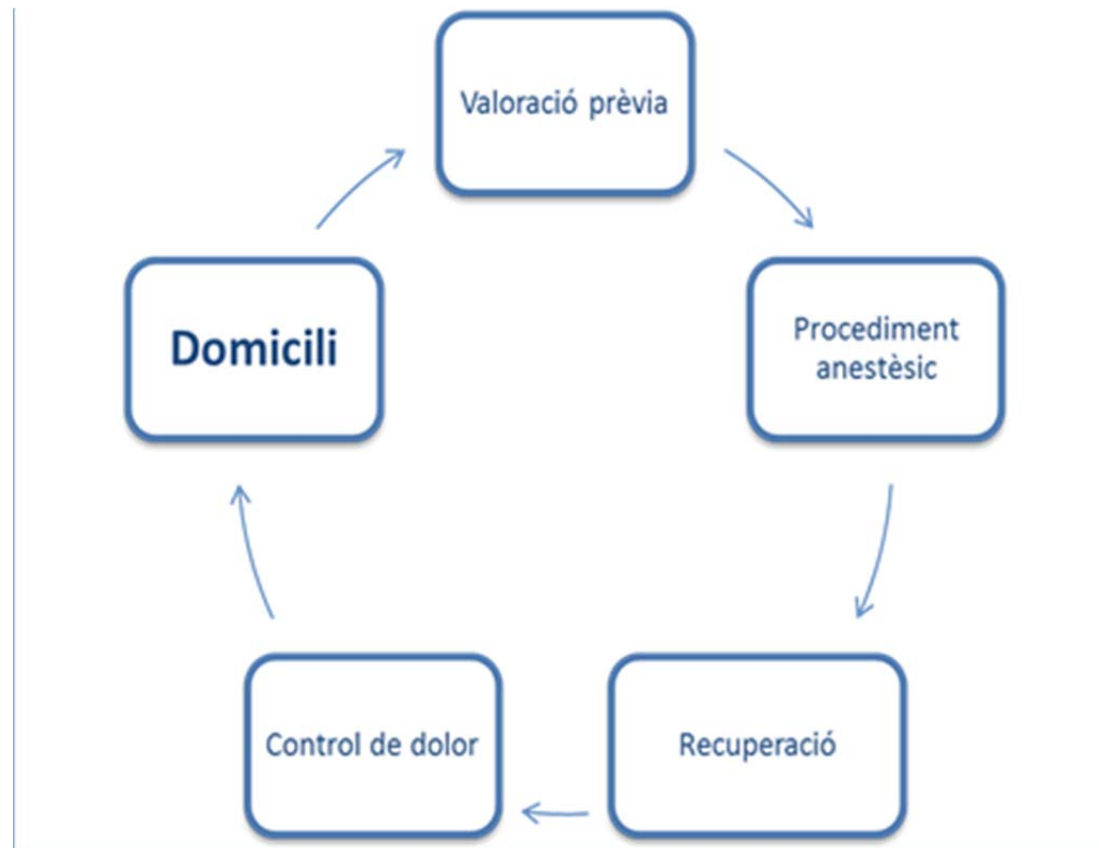 Valoració prèvia
Procediment
anestèsic
Recuperació
Control de dolor
Domicili